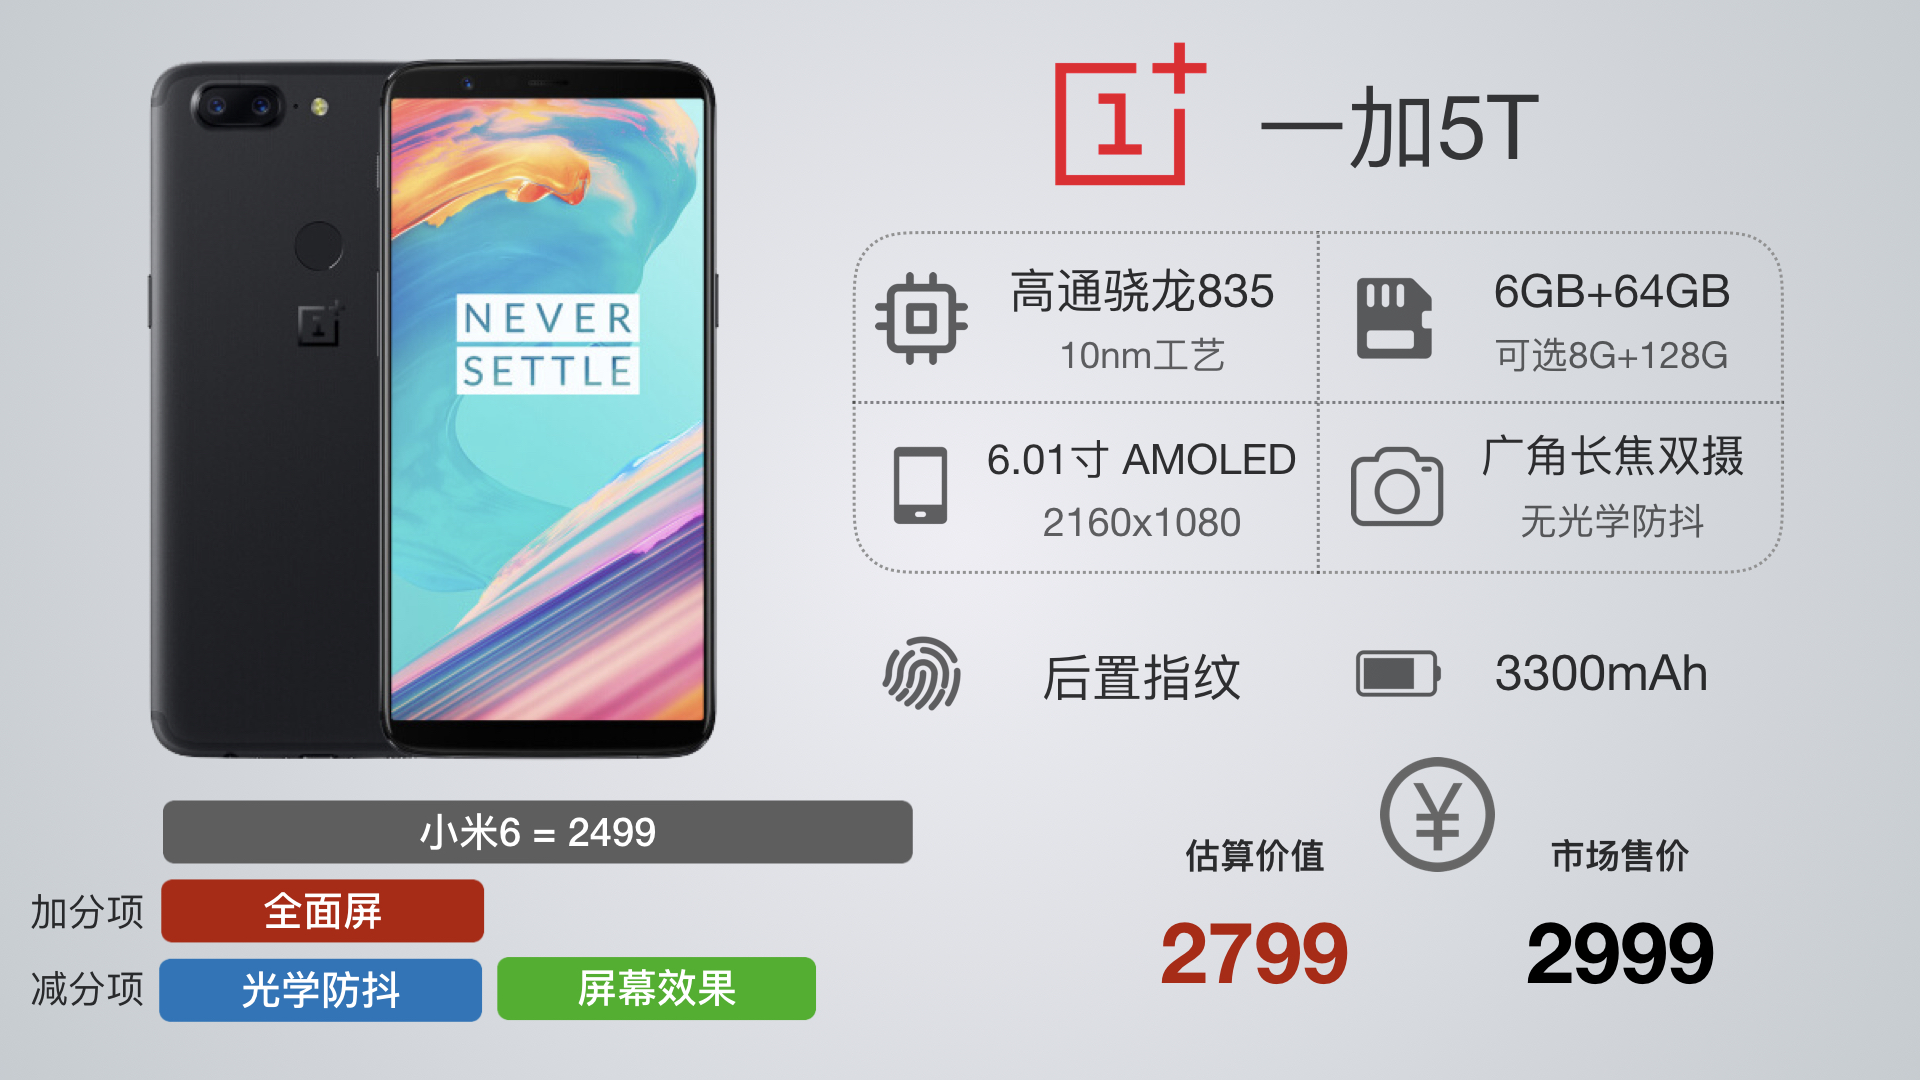 一加5T
高通骁龙835
10nm工艺
6GB+64GB
可选8G+128G
6.01寸 AMOLED
2160x1080
广角长焦双摄
无光学防抖
后置指纹
3300mAh
NEVER
SETTLE
小米6 = 2499
加分项 全面屏
减分项 光学防抖 屏幕效果
¥
估算价值
2799
市场售价
2999